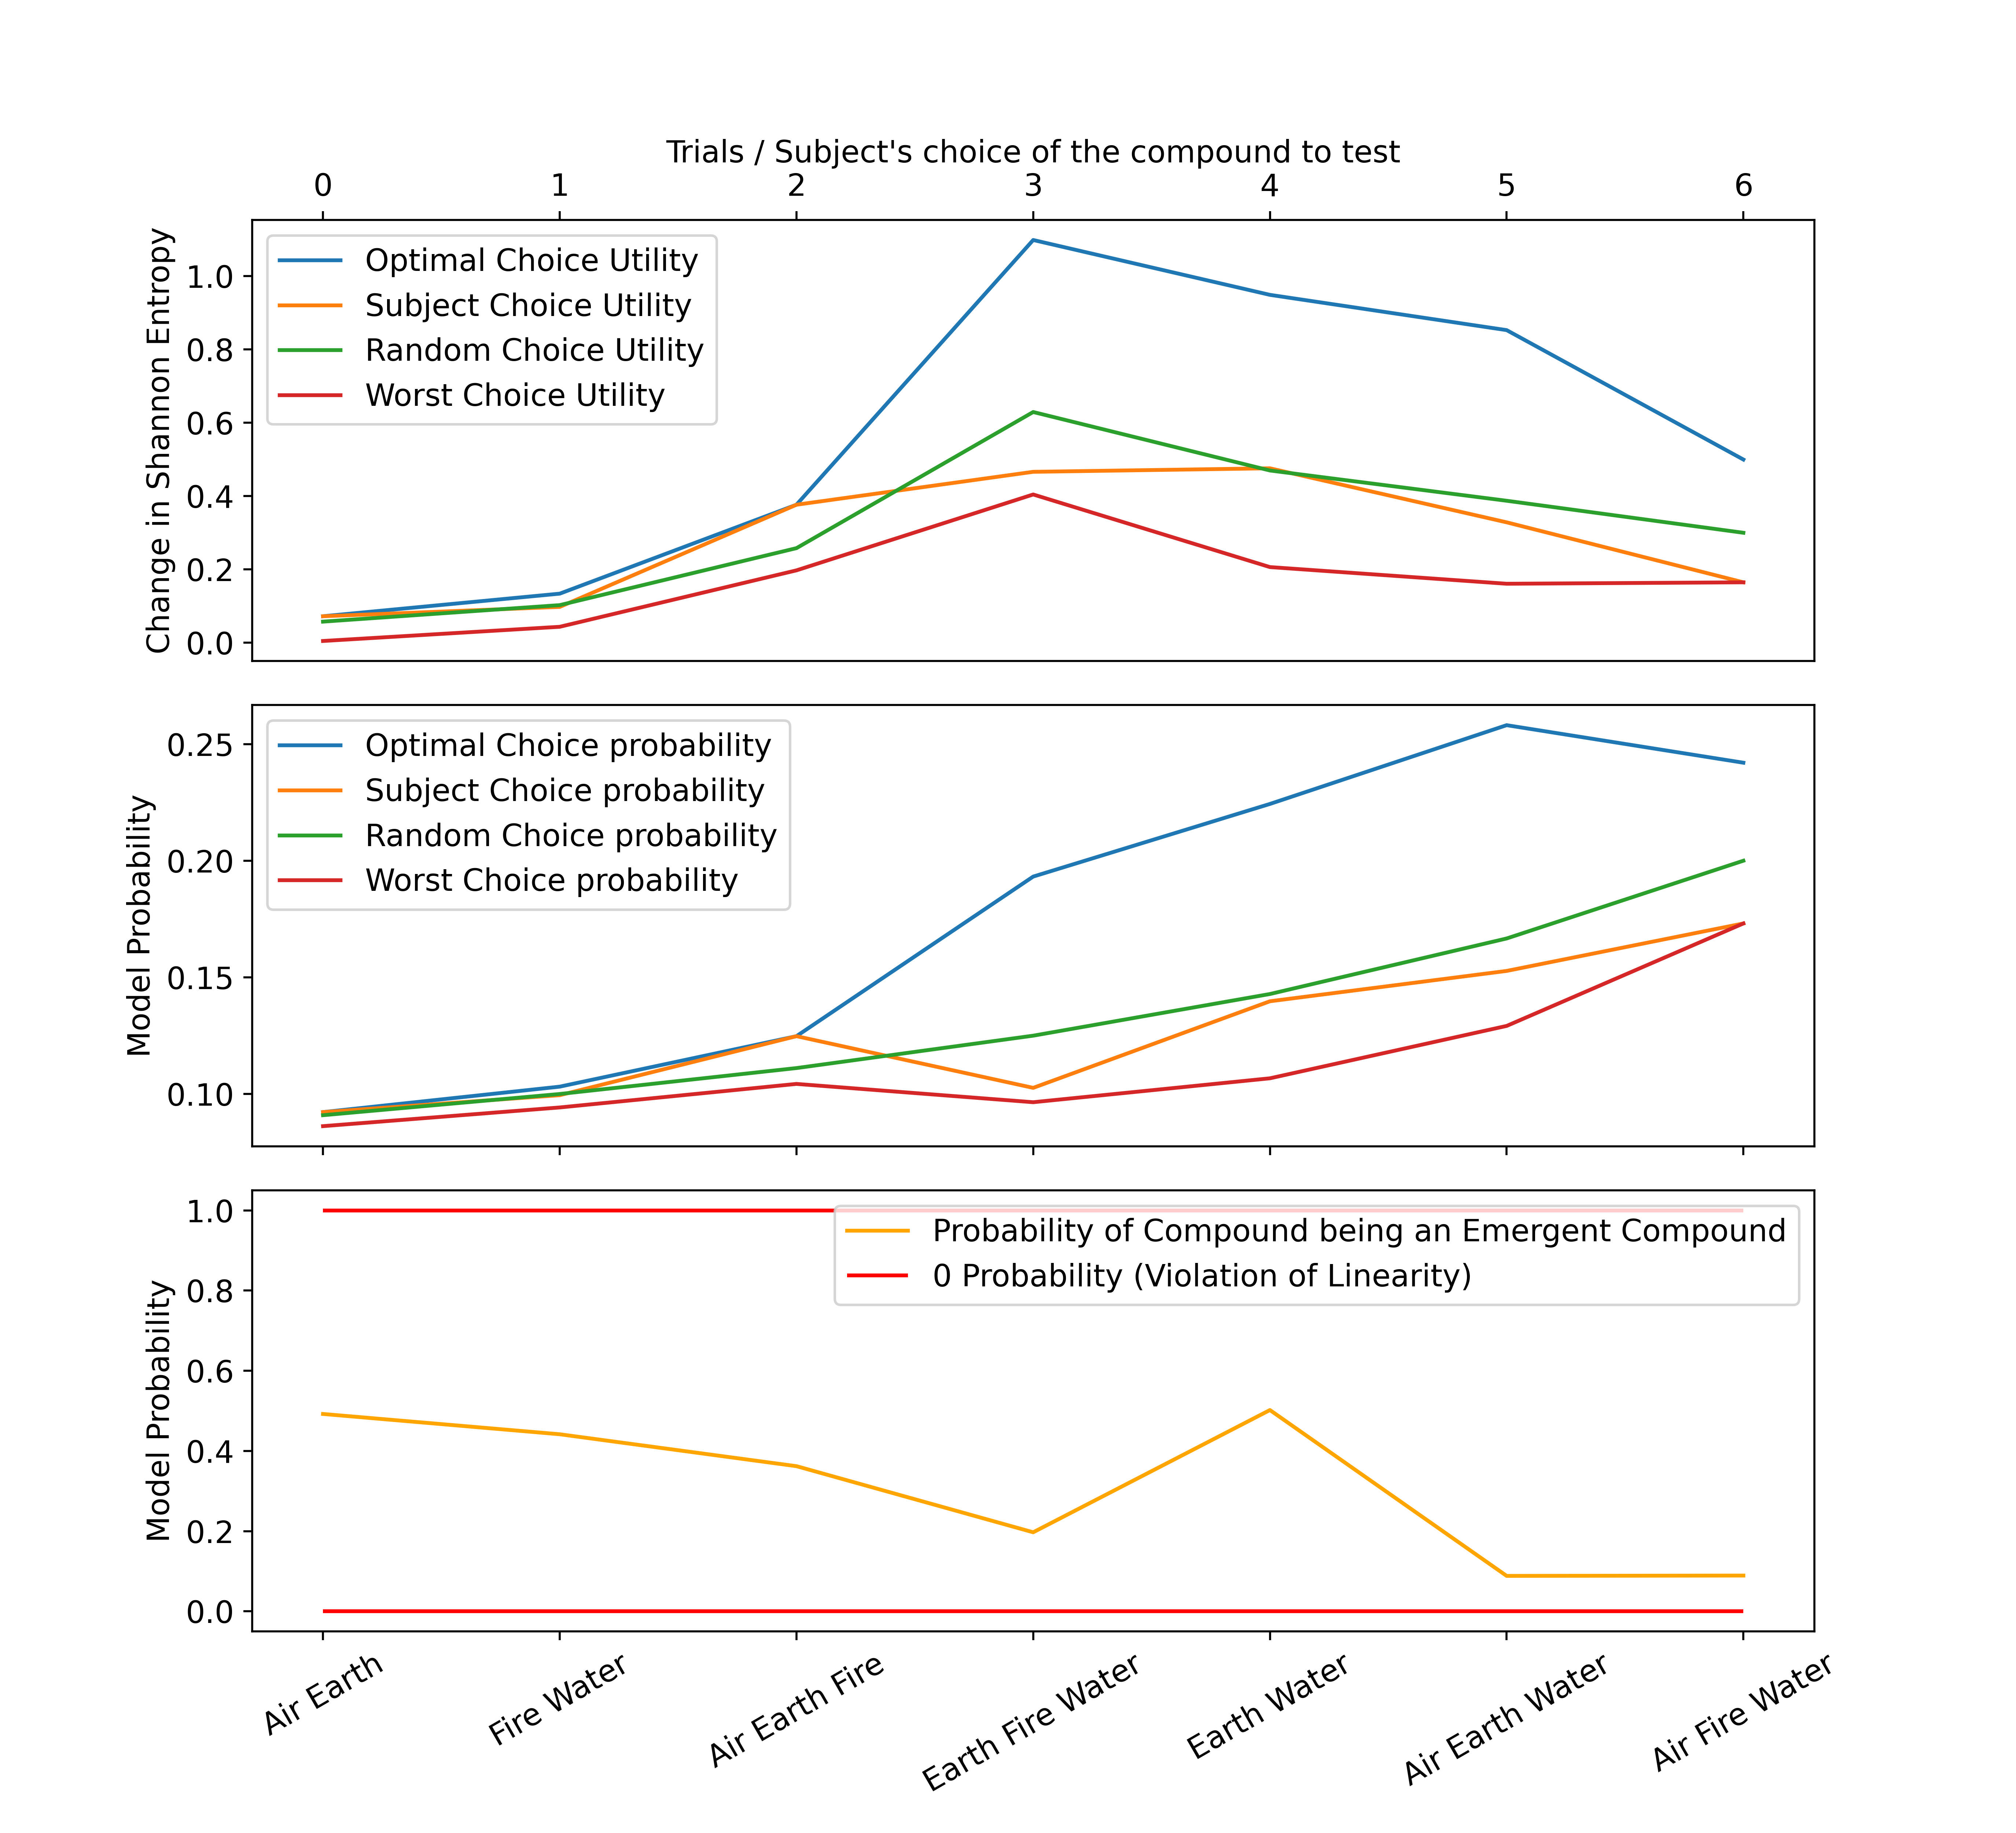 Trials / Subject's choice of the compound to test
0 1 2 3 4 5 6
Change in Shannon Entropy
1.0
0.8
0.6
0.4
0.2
0.0
Optimal Choice Utility
Subject Choice Utility
Random Choice Utility
Worst Choice Utility
Model Probability
0.25
0.20
0.15
0.10
Optimal Choice probability
Subject Choice probability
Random Choice probability
Worst Choice probability
Model Probability
1.0
0.8
0.6
0.4
0.2
0.0
Probability of Compound being an Emergent Compound
0 Probability (Violation of Linearity)
Air Earth
Fire Water
Air Earth Fire
Earth Fire Water
Earth Water
Air Earth Water
Air Fire Water